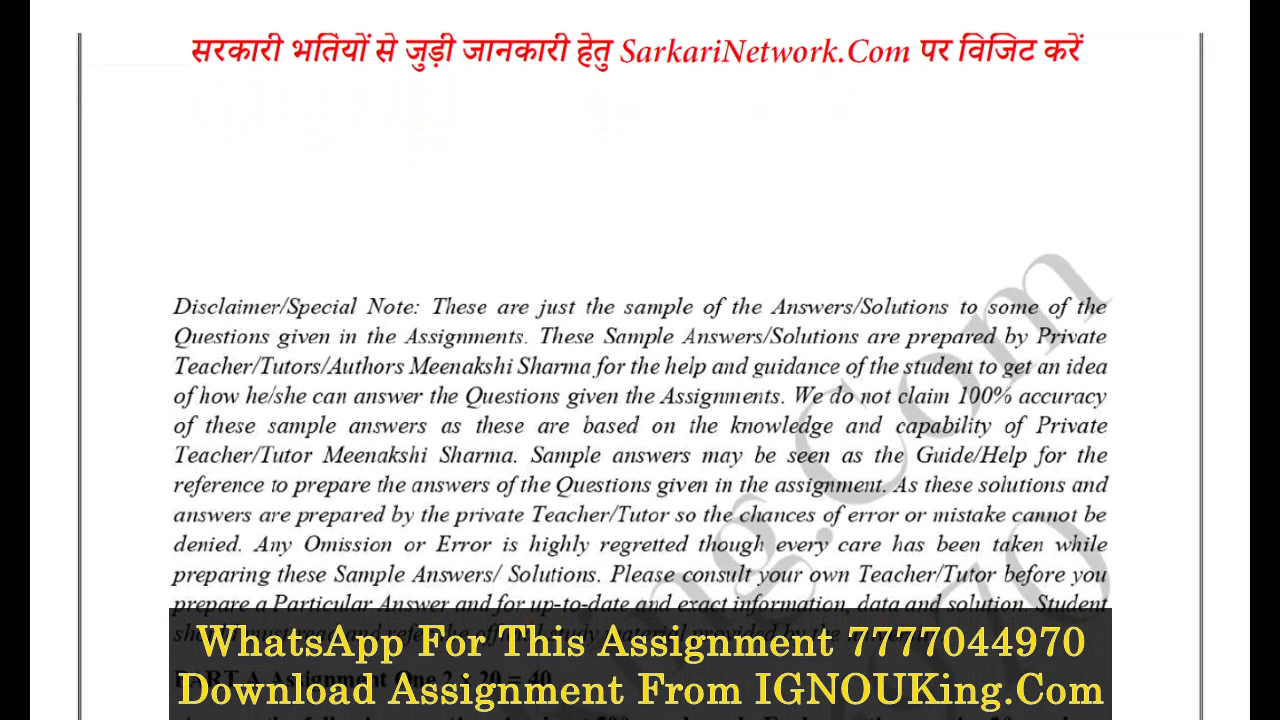 सरकारी भर्तियों से जुड़ी जानकारी हेतु SarkariNetwork.Com पर विजिट करें
Disclaimer/Special Note: These are just the sample of the Answers/Solutions to some of the
Questions given in the Assignments. These Sample Answers/Solutions are prepared by Private
Teacher/Tutors/Authors Meenakshi Sharma for the help and guidance of the student to get an idea
of how he/she can answer the Questions given the Assignments. We do not claim 100% accuracy
of these sample answers as these are based on the knowledge and capability of Private
Teacher/Tutor Meenakshi Sharma. Sample answers may be seen as the Guide/Help for the
reference to prepare the answers of the Questions given in the assignment. As these solutions and
answers are prepared by the private Teacher/Tutor so the chances of error or mistake cannot be
denied. Any Omission or Error is highly regretted though every care has been taken while
preparing these Sample Answers/ Solutions. Please consult your own Teacher/Tutor before you
prepare a Particular Answer and for up-to-date and exact information, data and solution. Student
WhatsApp For This Assignment 7777044970
Download Assignment From IGNOUKing.Com